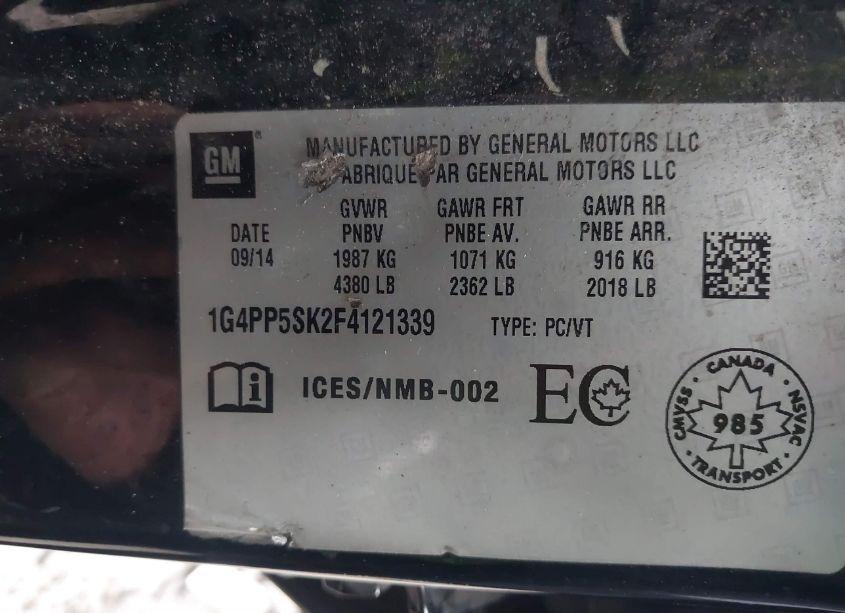 GM ®
MANUFACTURED BY GENERAL MOTORS LLC
ABRIQUE PAR GENERAL MOTORS LLC
GVWR GAWR FRT GAWR RR
DATE PNBV PNBE AV. PNBE ARR.
09/14 1987 KG 1071 KG 916 KG
4380 LB 2362 LB 2018 LB
1G4PP5SK2F4121339 TYPE: PC/VT
i ICES/NMB-002 EC
CANADA
CMVSS 985 NSVAC
TRANSPORT